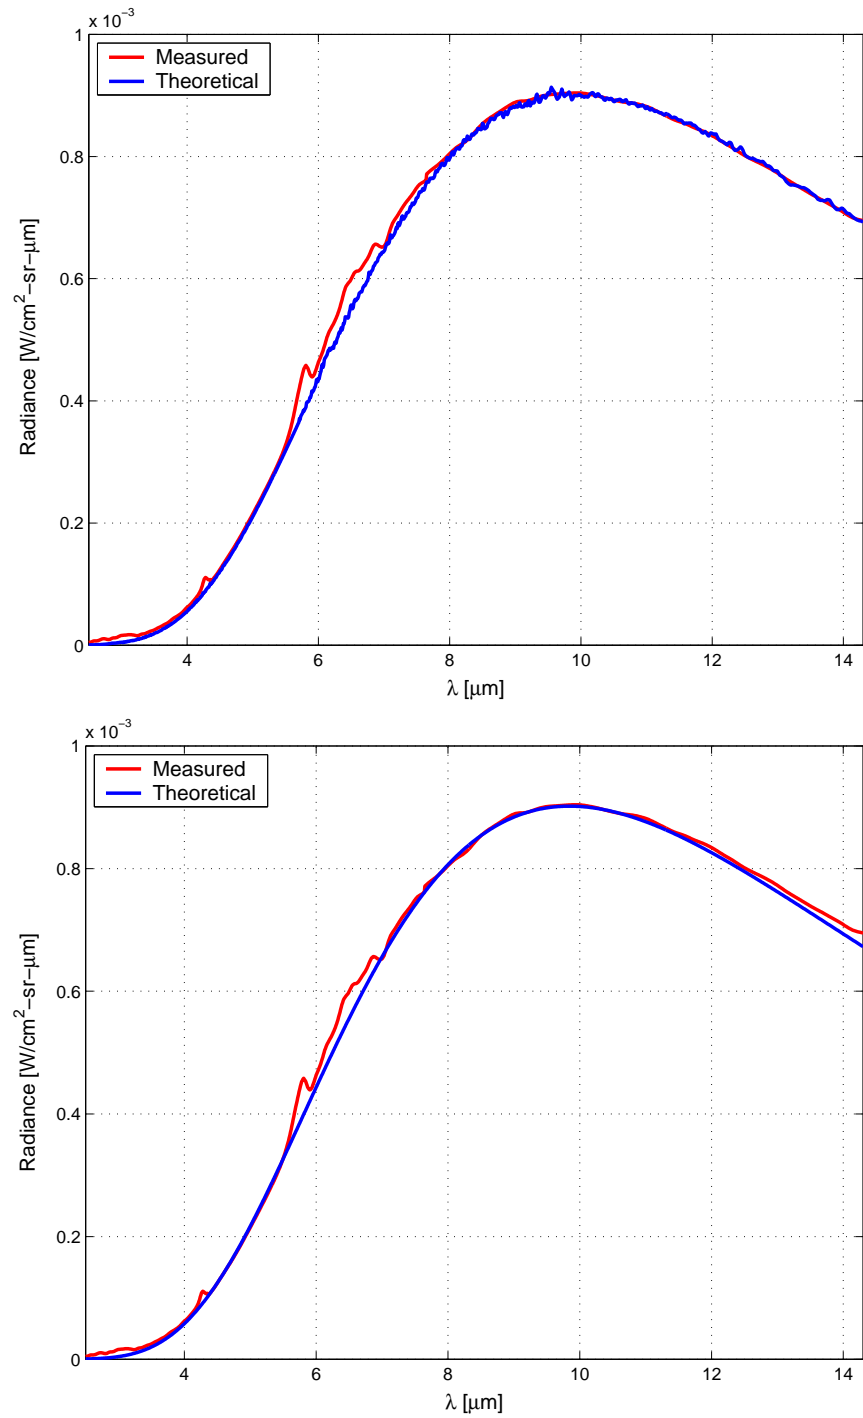 x 10⁻³
1
Measured
Theoretical
0.8
0.6
0.4
0.2
0
Radiance [W/cm²−sr−μm]
4 6 8 10 12 14
λ [μm]
x 10⁻³
1
Measured
Theoretical
0.8
0.6
0.4
0.2
0
Radiance [W/cm²−sr−μm]
4 6 8 10 12 14
λ [μm]